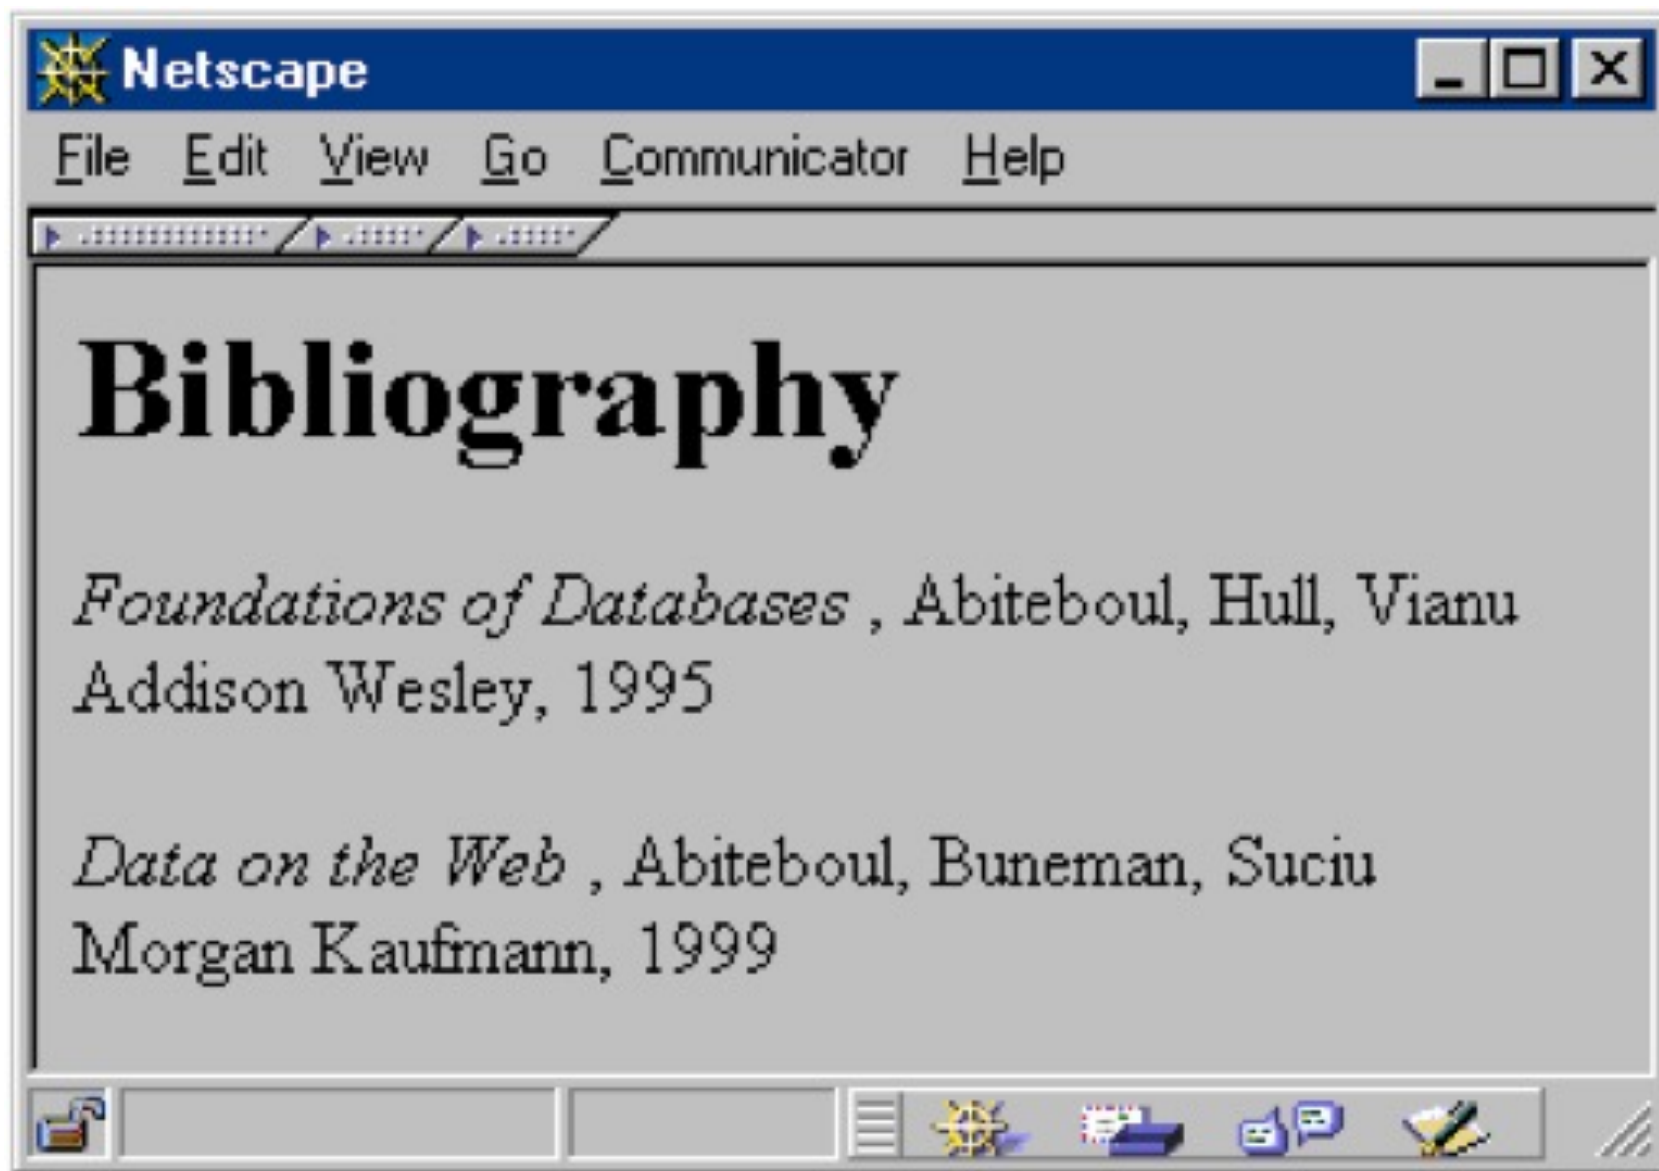 Netscape
File Edit View Go Communicator Help
Bibliography
Foundations of Databases , Abiteboul, Hull, Vianu
Addison Wesley, 1995
Data on the Web , Abiteboul, Buneman, Suciu
Morgan Kaufmann, 1999